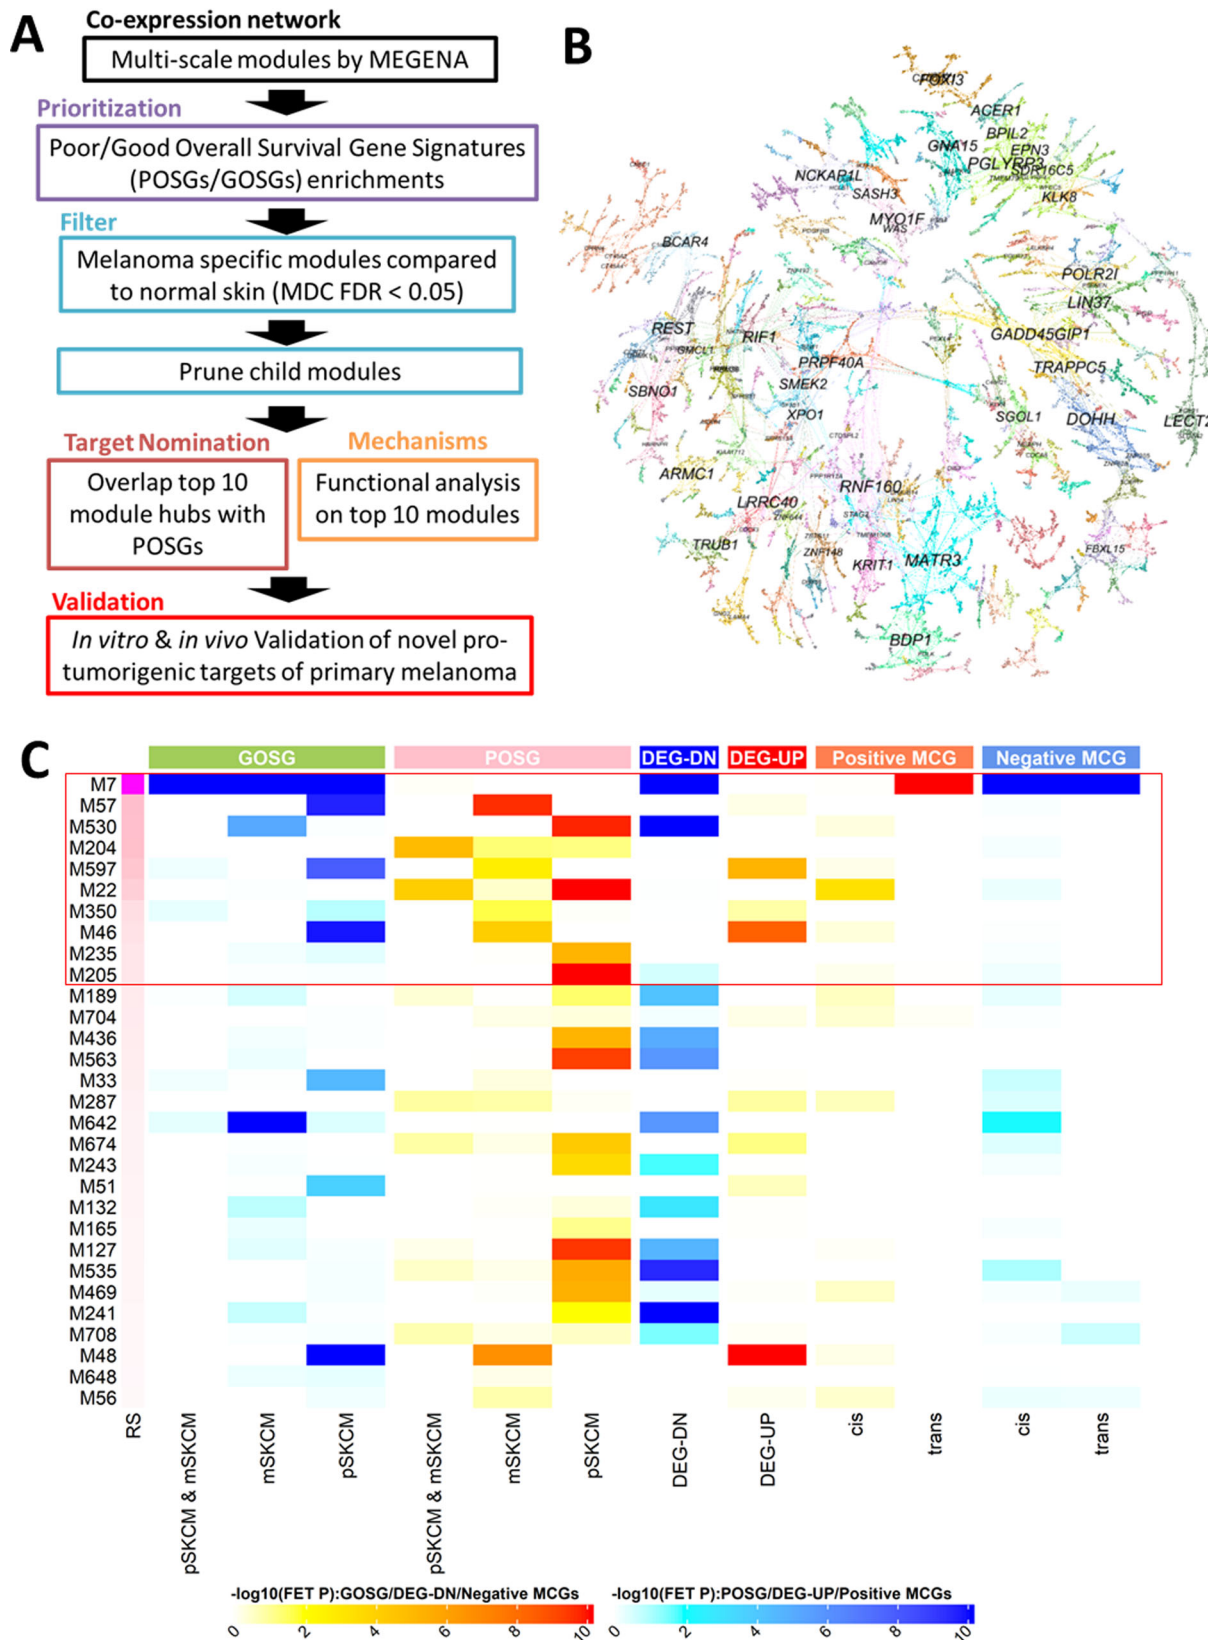 A
Co-expression network
Multi-scale modules by MEGENA
Prioritization
Poor/Good Overall Survival Gene Signatures
(POSGs/GOSGs) enrichments
Filter
Melanoma specific modules compared
to normal skin (MDC FDR < 0.05)
Prune child modules
Target Nomination
Mechanisms
Overlap top 10
module hubs with
POSGs
Functional analysis
on top 10 modules
Validation
In vitro & in vivo Validation of novel pro-
tumorigenic targets of primary melanoma
B
FOXI3
ACER1
BPIL2
GNA15
EPN3
PGLYRP3
SDR16C5
NCKAP1L
SASH3
KLK8
MYO1F
WAS
BCAR4
POLR2I
LIN37
REST
RIF1
GADD45GIP1
GMCL1
PRPF40A
TRAPPC5
SMEK2
SBNO1
XPO1
SGOL1
DOHH
LECT2
ARMC1
RNF160
LRRC40
TRUB1
ZNF148
KRIT1
MATR3
FBXL15
BDP1
C
GOSG
POSG
DEG-DN
DEG-UP
Positive MCG
Negative MCG
M7
M57
M530
M204
M597
M22
M350
M46
M235
M205
M189
M704
M436
M563
M33
M287
M642
M674
M243
M51
M132
M165
M127
M535
M469
M241
M708
M48
M648
M56
RS
pSKCM & mSKCM
mSKCM
pSKCM
pSKCM & mSKCM
mSKCM
pSKCM
DEG-DN
DEG-UP
cis
trans
cis
trans
-log10(FET P):GOSG/DEG-DN/Negative MCGs
0 2 4 6 8 10
-log10(FET P):POSG/DEG-UP/Positive MCGs
0 2 4 6 8 10